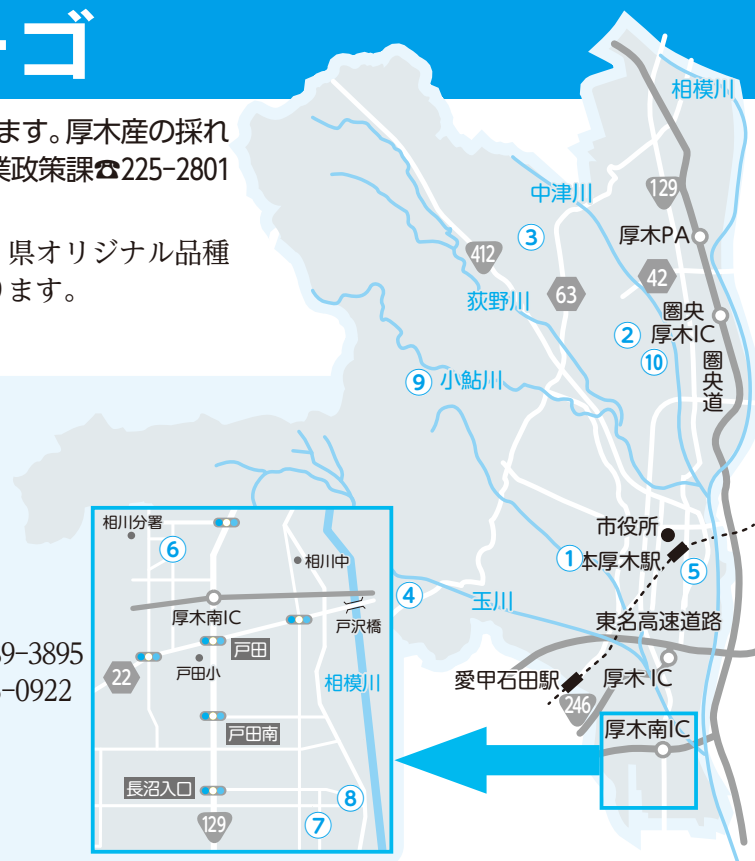 ーゴ
ます。厚木産の採れ
業政策課☎225-2801
県オリジナル品種
ります。
9-3895
-0922
相模川
中津川
129
③
厚木PA
412
42
荻野川
63
圏央
厚木IC
②
⑩
圏央道
⑨
小鮎川
市役所
①
本厚木駅
⑤
④
玉川
東名高速道路
愛甲石田駅
厚木 IC
246
厚木南IC
相川分署
⑥
相川中
厚木南IC
戸沢橋
戸田
戸田小
22
相模川
戸田南
長沼入口
⑧
129
⑦